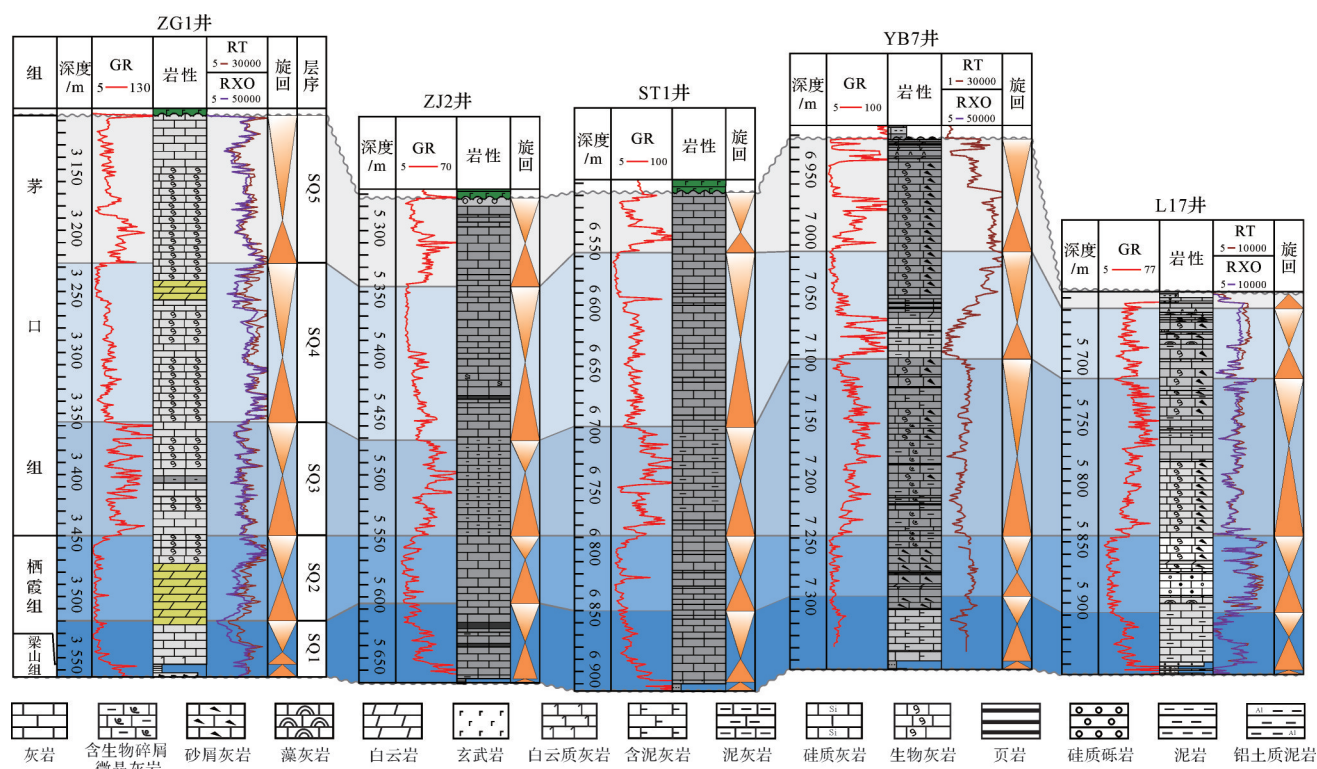 ZG1井
组
深度
/m
GR
5 — 130
岩性
RT
5 — 30000
RXO
5 — 50000
旋
回
层
序
茅
口
组
栖
霞
组
梁
山
组
3 150
3 200
3 250
3 300
3 350
3 400
3 450
3 500
3 550
SQ5
SQ4
SQ3
SQ2
SQ1
ZJ2井
深度
/m
GR
5 — 70
岩性
旋
回
5 300
5 350
5 400
5 450
5 500
5 550
5 600
5 650
ST1井
深度
/m
GR
5 — 100
岩性
旋
回
6 550
6 600
6 650
6 700
6 750
6 800
6 850
6 900
YB7井
深度
/m
GR
5 — 100
岩性
RT
1 — 30000
RXO
5 — 50000
旋
回
6 950
7 000
7 050
7 100
7 150
7 200
7 250
7 300
L17井
深度
/m
GR
5 — 77
岩性
RT
5 — 10000
RXO
5 — 10000
旋
回
5 700
5 750
5 800
5 850
5 900
Si
Si
Al
Al
灰岩
含生物碎屑
微晶灰岩
砂屑灰岩
藻灰岩
白云岩
玄武岩
白云质灰岩
含泥灰岩
泥灰岩
硅质灰岩
生物灰岩
页岩
硅质砾岩
泥岩
铝土质泥岩